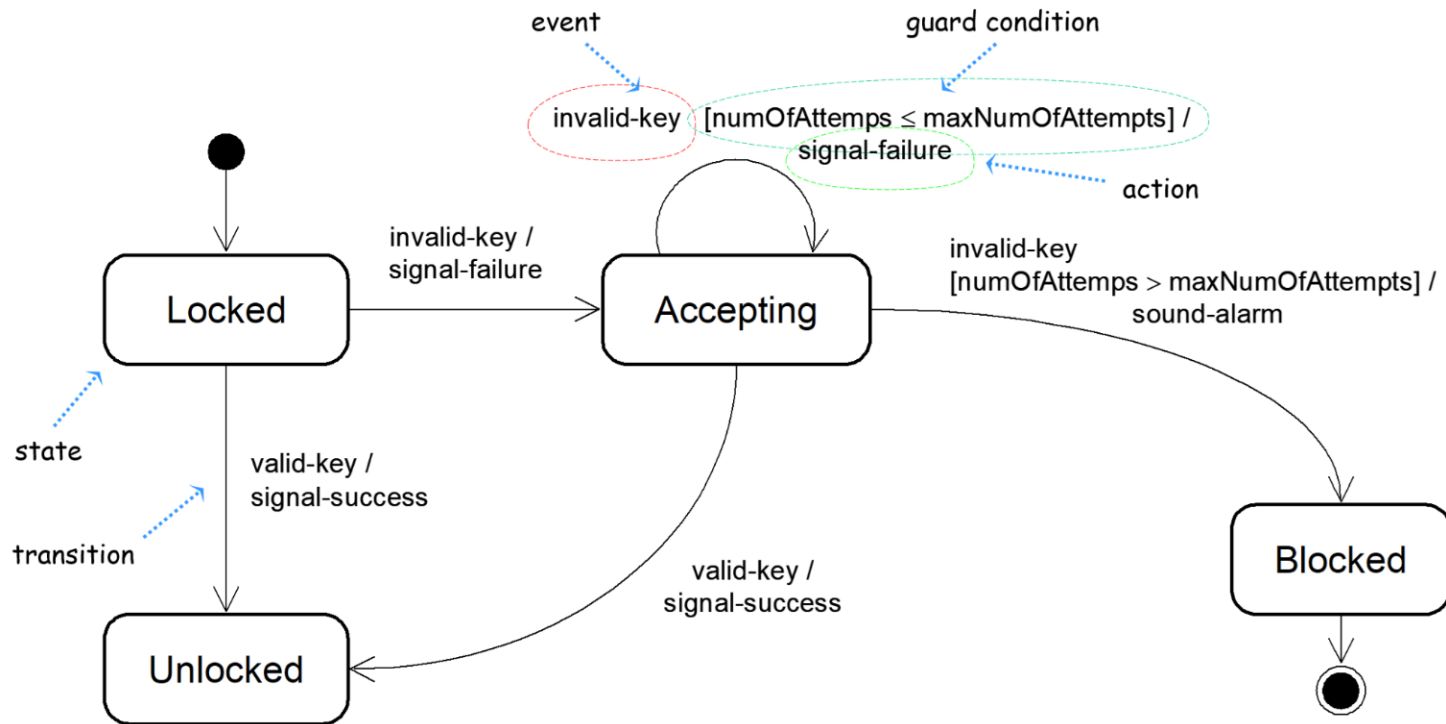 event
guard condition
invalid-key [numOfAttemps ≤ maxNumOfAttempts] /
signal-failure
action
invalid-key /
signal-failure
invalid-key
[numOfAttemps > maxNumOfAttempts] /
sound-alarm
Locked
Accepting
state
valid-key /
signal-success
transition
valid-key /
signal-success
Blocked
Unlocked